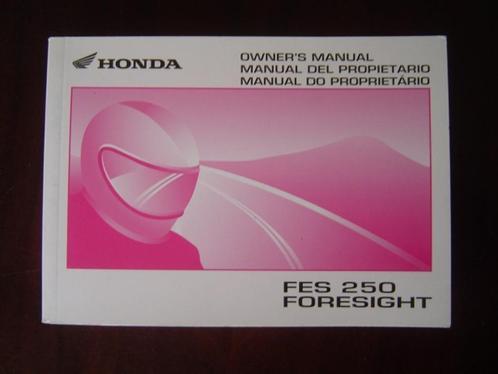 HONDA
OWNER'S MANUAL
MANUAL DEL PROPIETARIO
MANUAL DO PROPRIETÁRIO
FES 250
FORESIGHT